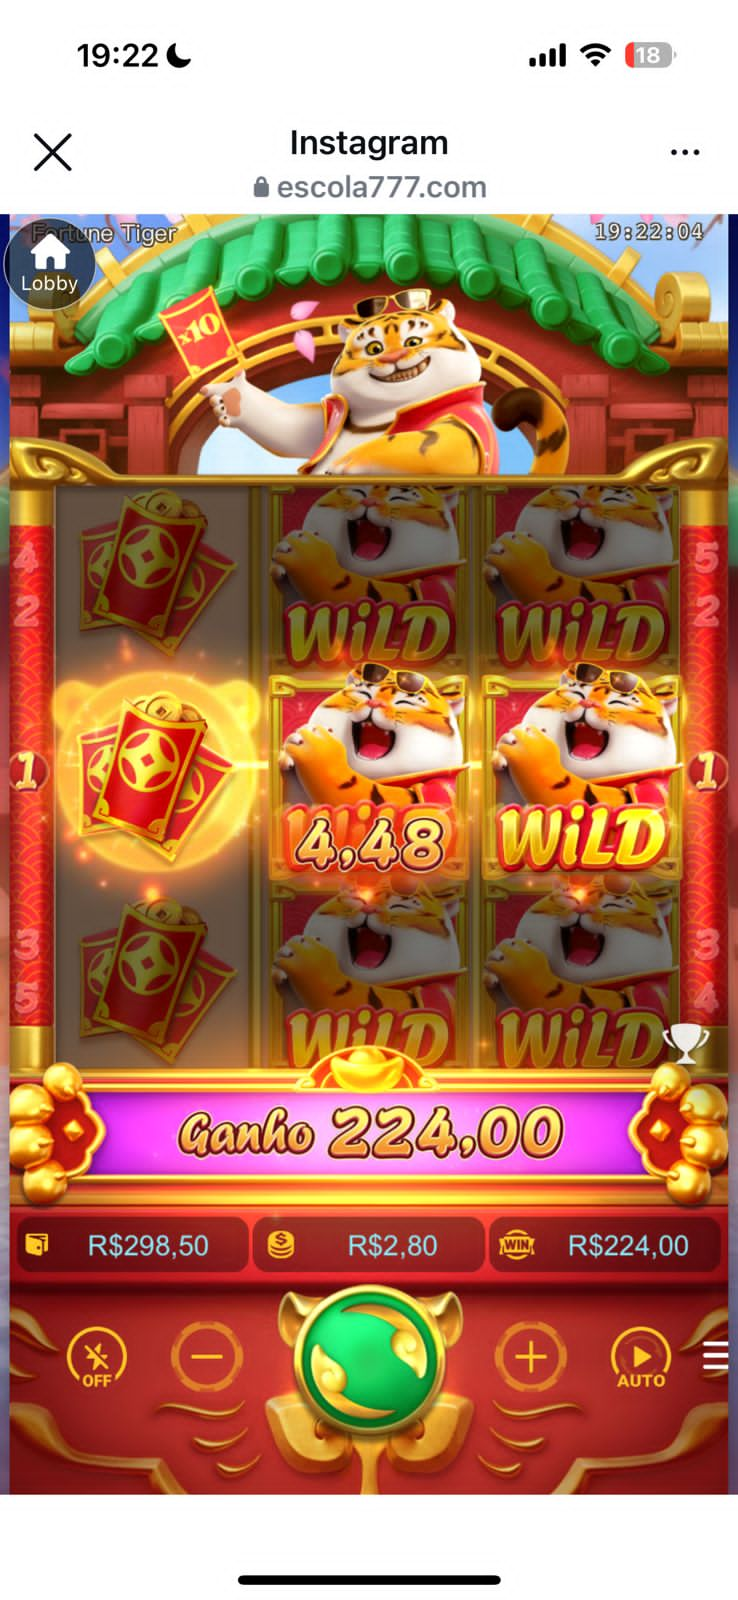 19:22
18
Instagram
escola777.com
Fortune Tiger
19:22:04
Lobby
x10
4
5
2
2
WiLD
WiLD
1
1
WiLD
4,48
WiLD
3
3
5
4
WiLD
WiLD
Ganho 224,00
R$298,50
R$2,80
WIN
R$224,00
OFF
AUTO